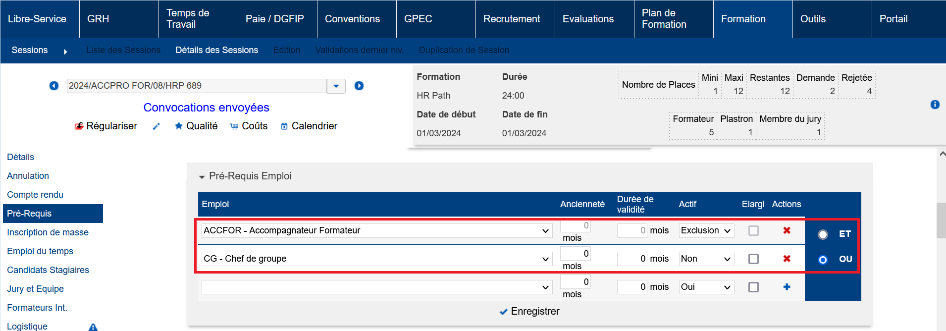 Libre-Service GRH Temps de Travail Paie / DGFIP Conventions GPEC Recrutement Evaluations Plan de Formation Formation Outils Portail
Sessions Liste des Sessions Détails des Sessions Edition Validations dernier niv. Duplication de Session
2024/ACCPRO FOR/08/HRP 689
Convocations envoyées
Régulariser Qualité Coûts Calendrier
Formation Durée
HR Path 24:00
Date de début Date de fin
01/03/2024 01/03/2024
Mini Maxi Restantes Demande Rejetée
Nombre de Places 1 12 12 2 4
Formateur Plastron Membre du jury
5 1 1
Détails
Annulation
Compte rendu
Pré-Requis
Inscription de masse
Emploi du temps
Candidats Stagiaires
Jury et Equipe
Formateurs Int.
Logistique
Pré-Requis Emploi
Emploi Ancienneté Durée de validité Actif Elargi Actions
ACCFOR - Accompagnateur Formateur 0 mois 0 mois Exclusion ET
CG - Chef de groupe 0 mois 0 mois Non OU
0 mois 0 mois Oui
Enregistrer